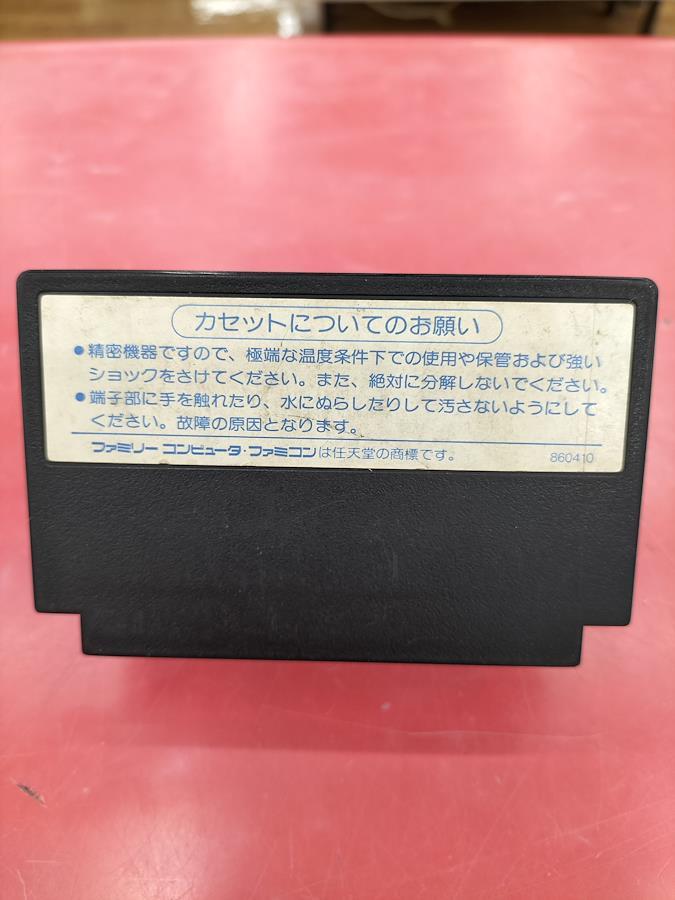 カセットについてのお願い
●精密機器ですので、極端な温度条件下での使用や保管および強い
ショックをさけてください。また、絶対に分解しないでください。
●端子部に手を触れたり、水にぬらしたりして汚さないようにして
ください。故障の原因となります。
ファミリーコンピュータ・ファミコンは任天堂の商標です。 860410